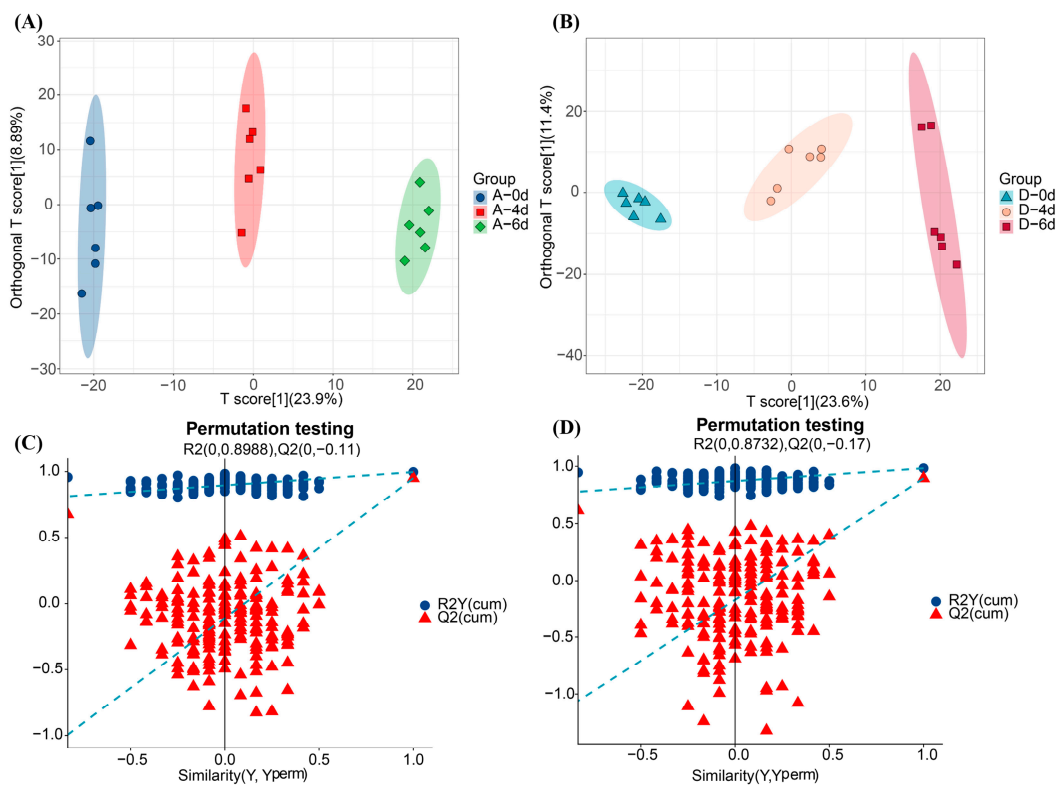 (A)
30
20
10
0
−10
−20
−30
Orthogonal T score[1](8.89%)
−20
−10
0
10
20
T score[1](23.9%)
Group
A−0d
A−4d
A−6d
(B)
20
0
−20
−40
Orthogonal T score[1](11.4%)
−20
−10
0
10
20
T score[1](23.6%)
Group
D−0d
D−4d
D−6d
(C)
Permutation testing
R2(0,0.8988),Q2(0,−0.11)
1.0
0.5
0.0
−0.5
−1.0
−0.5
0.0
0.5
1.0
Similarity(Y, Yperm)
R2Y(cum)
Q2(cum)
(D)
Permutation testing
R2(0,0.8732),Q2(0,−0.17)
1.0
0.5
0.0
−0.5
−1.0
−0.5
0.0
0.5
1.0
Similarity(Y,Yperm)
R2Y(cum)
Q2(cum)